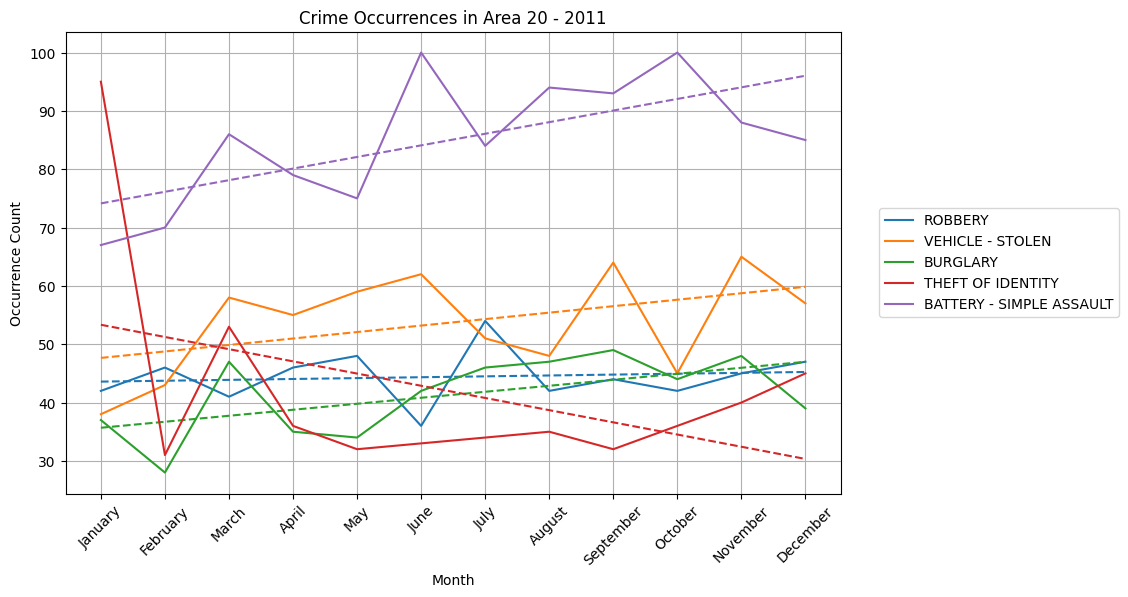 Crime Occurrences in Area 20 - 2011
Occurrence Count
100
90
80
70
60
50
40
30
January
February
March
April
May
June
July
August
September
October
November
December
Month
ROBBERY
VEHICLE - STOLEN
BURGLARY
THEFT OF IDENTITY
BATTERY - SIMPLE ASSAULT